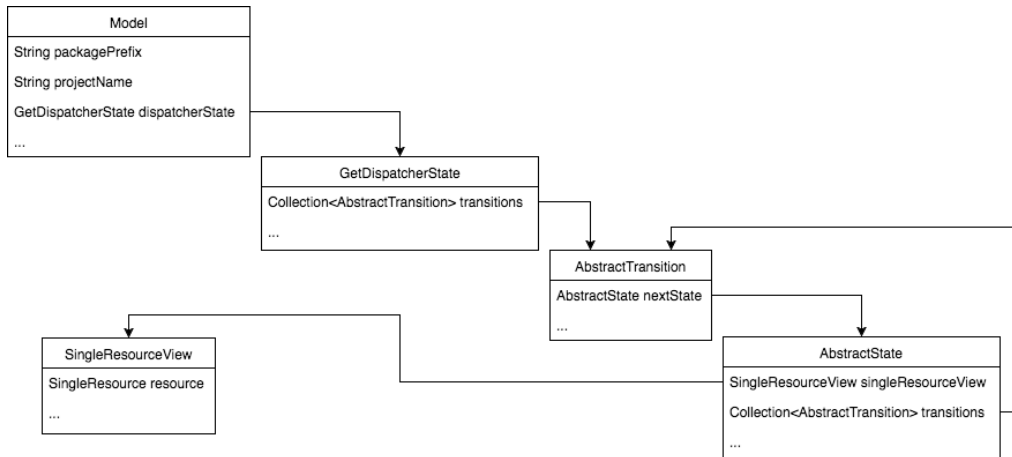 Model
String packagePrefix
String projectName
GetDispatcherState dispatcherState
...
GetDispatcherState
Collection<AbstractTransition> transitions
...
AbstractTransition
AbstractState nextState
...
SingleResourceView
SingleResource resource
...
AbstractState
SingleResourceView singleResourceView
Collection<AbstractTransition> transitions
...